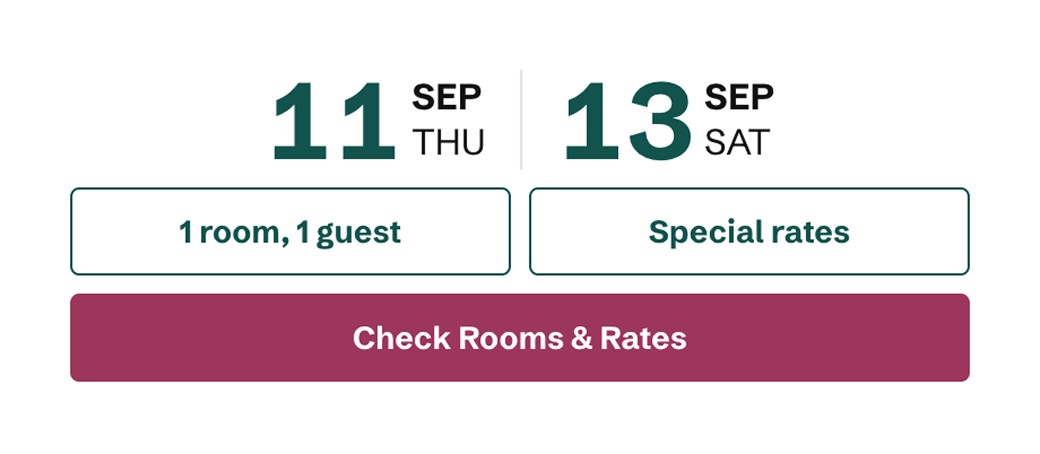 11 SEP THU
13 SEP SAT
1 room, 1 guest
Special rates
Check Rooms & Rates